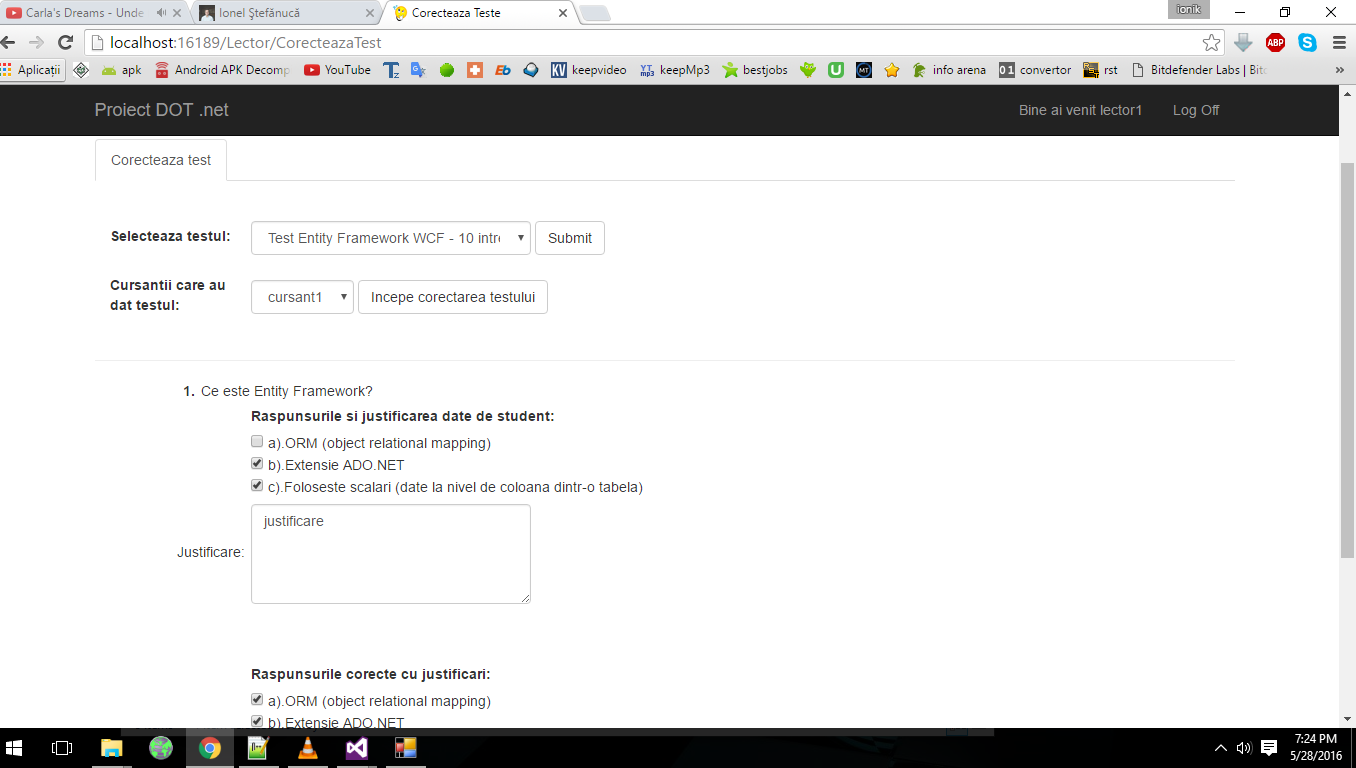 Carla's Dreams - Unde
Ionel Ștefănucă
Corecteaza Teste
ionik
localhost:16189/Lector/CorecteazaTest
ABP
Aplicații
apk
Android APK Decomp
YouTube
keepvideo
keepMp3
bestjobs
info arena
convertor
rst
Bitdefender Labs | Bit
Proiect DOT .net
Bine ai venit lector1
Log Off
Corecteaza test
Selecteaza testul:
Test Entity Framework WCF - 10 intre
Submit
Cursantii care au
dat testul:
cursant1
Incepe corectarea testului
1. Ce este Entity Framework?
Raspunsurile si justificarea date de student:
a).ORM (object relational mapping)
b).Extensie ADO.NET
c).Foloseste scalari (date la nivel de coloana dintr-o tabela)
justificare
Justificare:
Raspunsurile corecte cu justificari:
a).ORM (object relational mapping)
b).Extensie ADO.NET
7:24 PM
5/28/2016